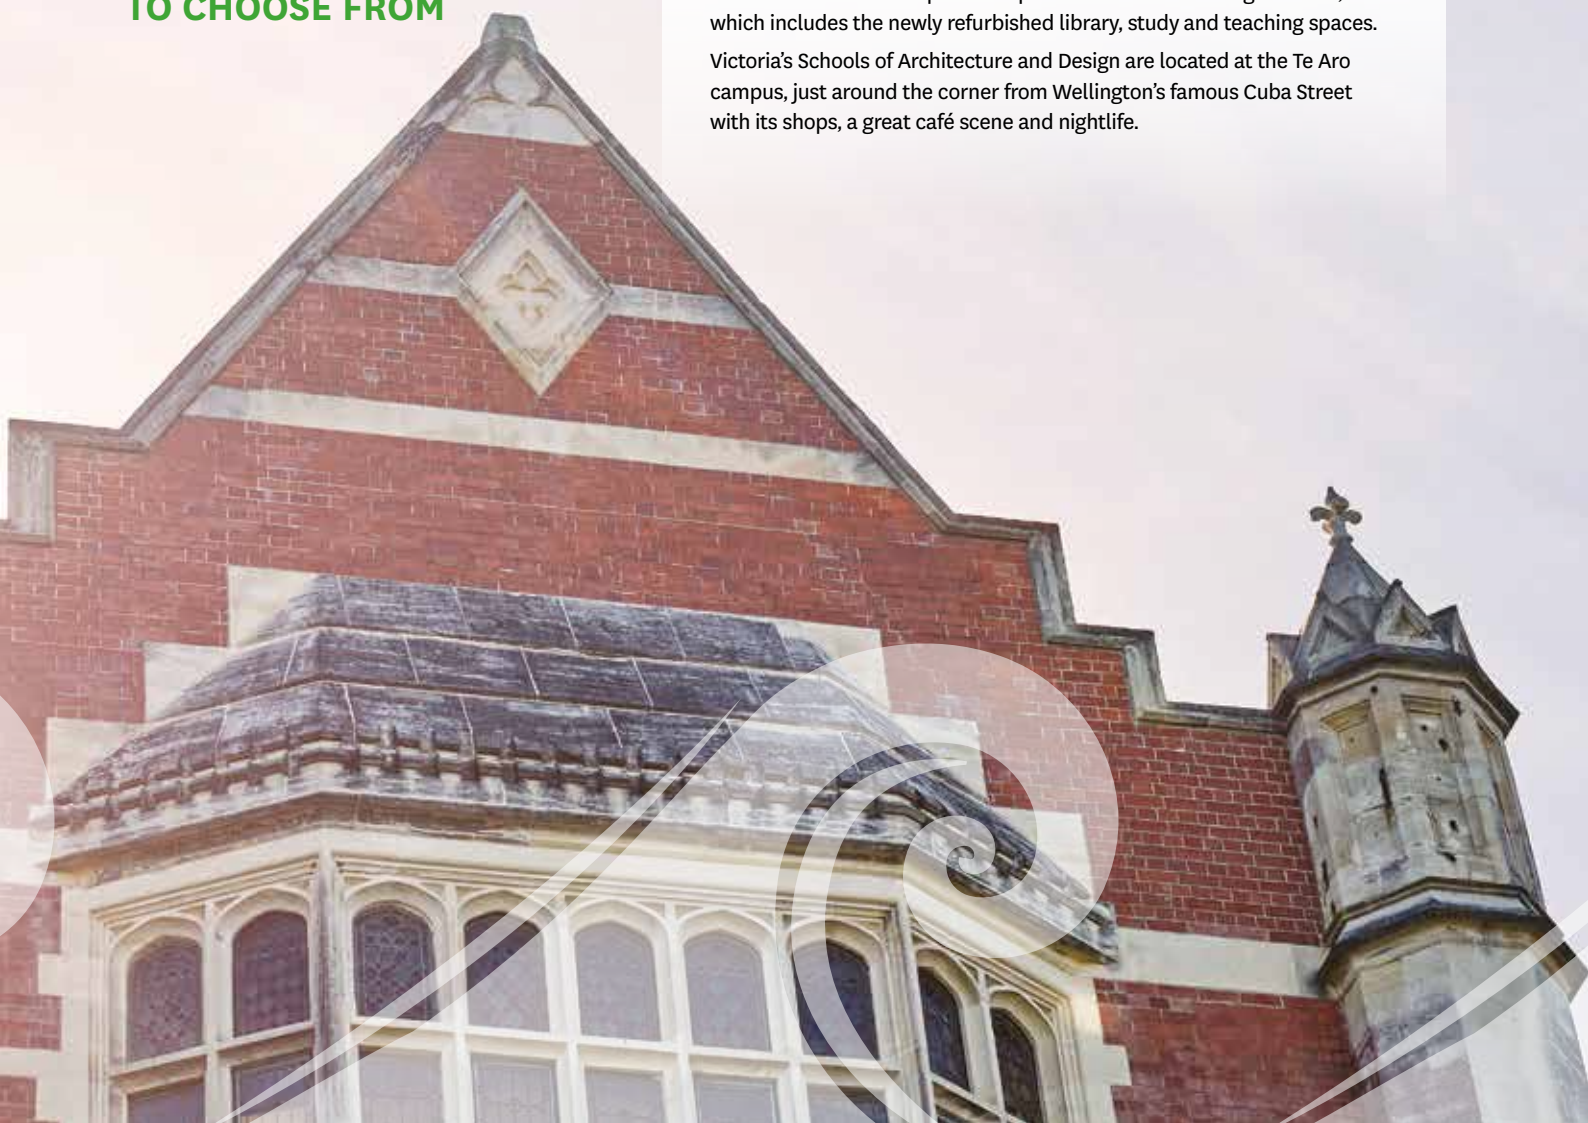 TO CHOOSE FROM
which includes the newly refurbished library, study and teaching spaces.
Victoria’s Schools of Architecture and Design are located at the Te Aro
campus, just around the corner from Wellington’s famous Cuba Street
with its shops, a great café scene and nightlife.